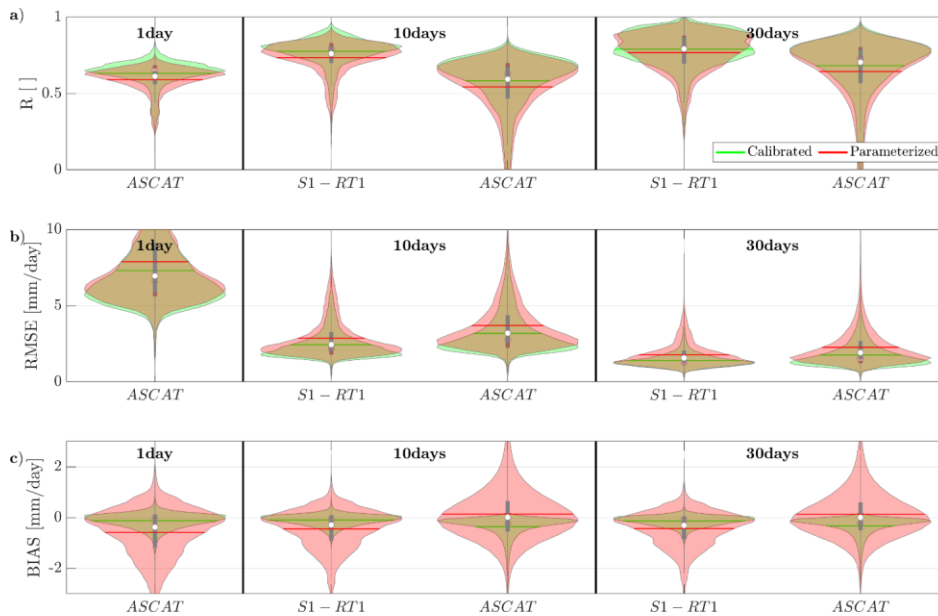 a)
1day
10days
30days
1
0.5
0
R [ ]
Calibrated
Parameterized
ASCAT
S1 − RT1
ASCAT
S1 − RT1
ASCAT
b)
1day
10days
30days
10
5
0
RMSE [mm/day]
ASCAT
S1 − RT1
ASCAT
S1 − RT1
ASCAT
c)
1day
10days
30days
2
0
-2
BIAS [mm/day]
ASCAT
S1 − RT1
ASCAT
S1 − RT1
ASCAT